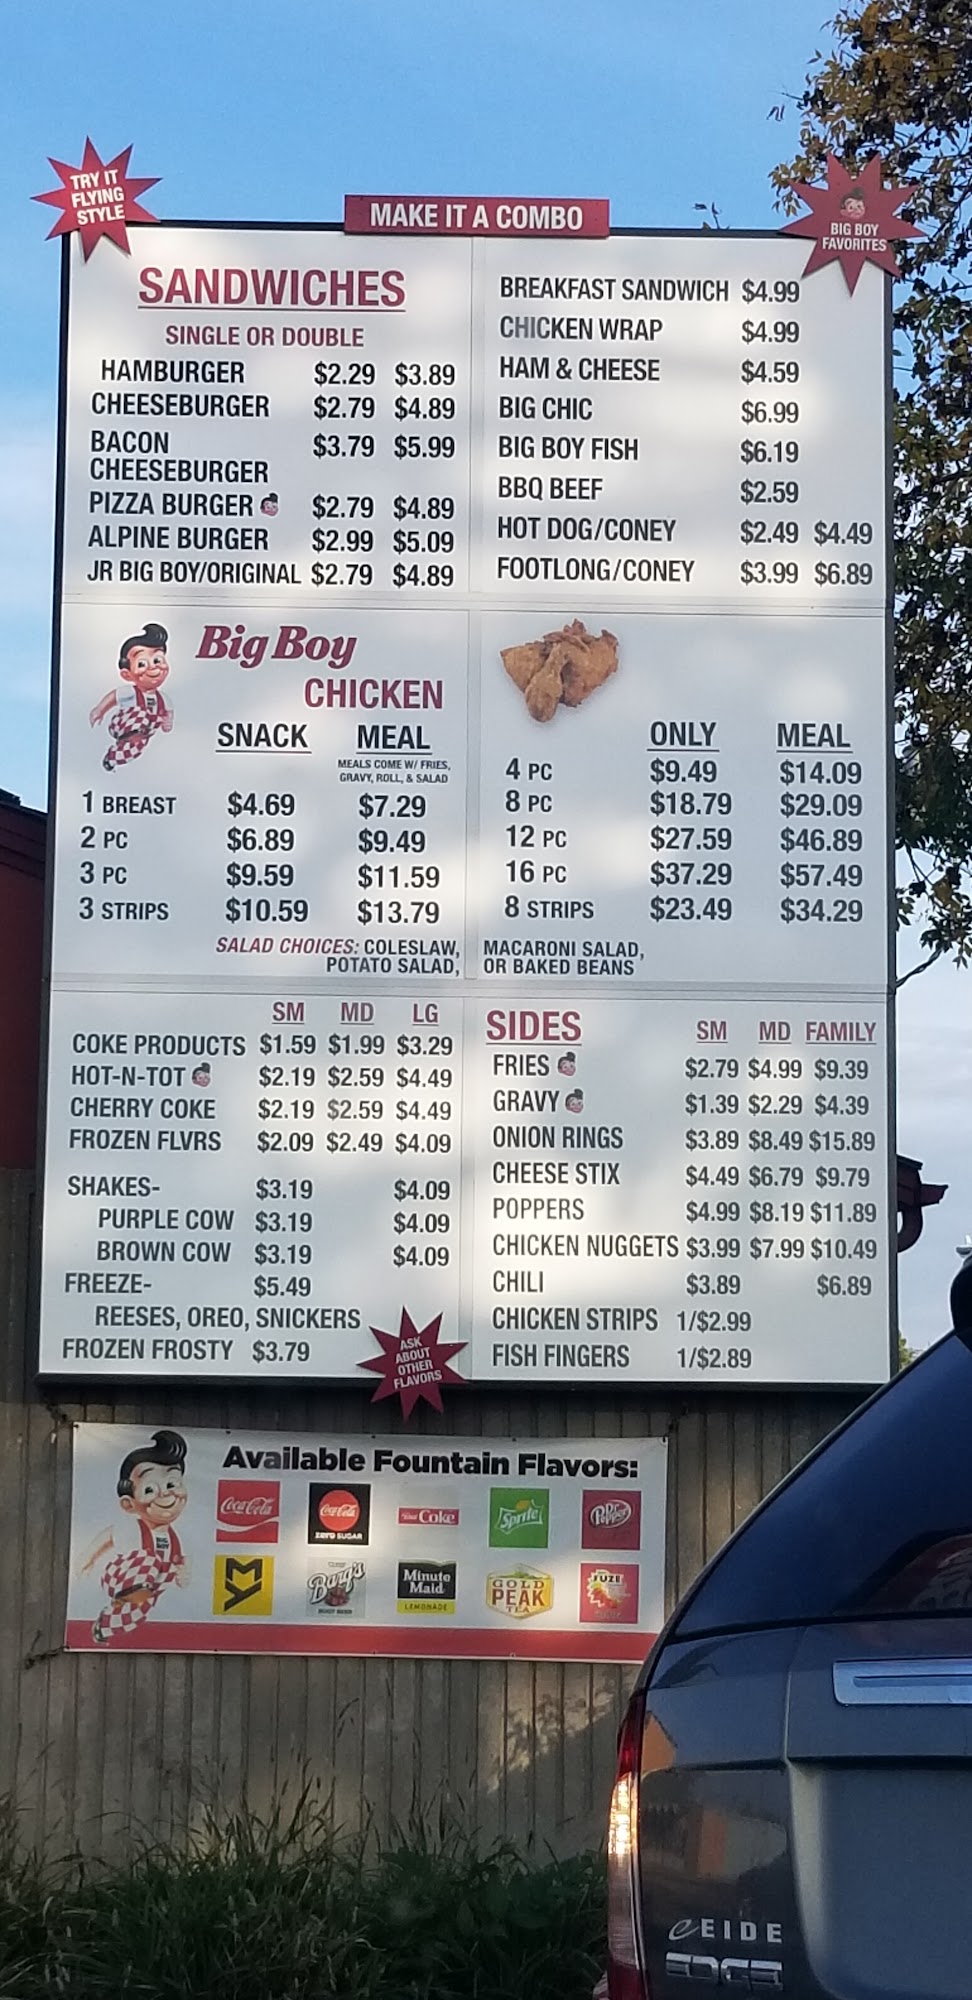 TRY IT
FLYING
STYLE
MAKE IT A COMBO
BIG BOY
FAVORITES
SANDWICHES
SINGLE OR DOUBLE
HAMBURGER $2.29 $3.89
CHEESEBURGER $2.79 $4.89
BACON $3.79 $5.99
CHEESEBURGER
PIZZA BURGER $2.79 $4.89
ALPINE BURGER $2.99 $5.09
JR BIG BOY/ORIGINAL $2.79 $4.89
BREAKFAST SANDWICH $4.99
CHICKEN WRAP $4.99
HAM & CHEESE $4.59
BIG CHIC $6.99
BIG BOY FISH $6.19
BBQ BEEF $2.59
HOT DOG/CONEY $2.49 $4.49
FOOTLONG/CONEY $3.99 $6.89
Big Boy
CHICKEN
SNACK MEAL
MEALS COME W/ FRIES,
GRAVY, ROLL, & SALAD
1 BREAST $4.69 $7.29
2 PC $6.89 $9.49
3 PC $9.59 $11.59
3 STRIPS $10.59 $13.79
ONLY MEAL
4 PC $9.49 $14.09
8 PC $18.79 $29.09
12 PC $27.59 $46.89
16 PC $37.29 $57.49
8 STRIPS $23.49 $34.29
SALAD CHOICES: COLESLAW, MACARONI SALAD,
POTATO SALAD, OR BAKED BEANS
SM MD LG
COKE PRODUCTS $1.59 $1.99 $3.29
HOT-N-TOT $2.19 $2.59 $4.49
CHERRY COKE $2.19 $2.59 $4.49
FROZEN FLVRS $2.09 $2.49 $4.09
SHAKES- $3.19 $4.09
PURPLE COW $3.19 $4.09
BROWN COW $3.19 $4.09
FREEZE- $5.49
REESES, OREO, SNICKERS
FROZEN FROSTY $3.79
ASK
ABOUT
OTHER
FLAVORS
SIDES SM MD FAMILY
FRIES $2.79 $4.99 $9.39
GRAVY $1.39 $2.29 $4.39
ONION RINGS $3.89 $8.49 $15.89
CHEESE STIX $4.49 $6.79 $9.79
POPPERS $4.99 $8.19 $11.89
CHICKEN NUGGETS $3.99 $7.99 $10.49
CHILI $3.89 $6.89
CHICKEN STRIPS 1/$2.99
FISH FINGERS 1/$2.89
Available Fountain Flavors:
Coca-Cola
Coca-Cola
ZERO SUGAR
Coke
Sprite
Dr Pepper
Barq's
ROOT BEER
Minute
Maid
LEMONADE
GOLD
PEAK
TEA
FUZE
eEIDE
EDGE